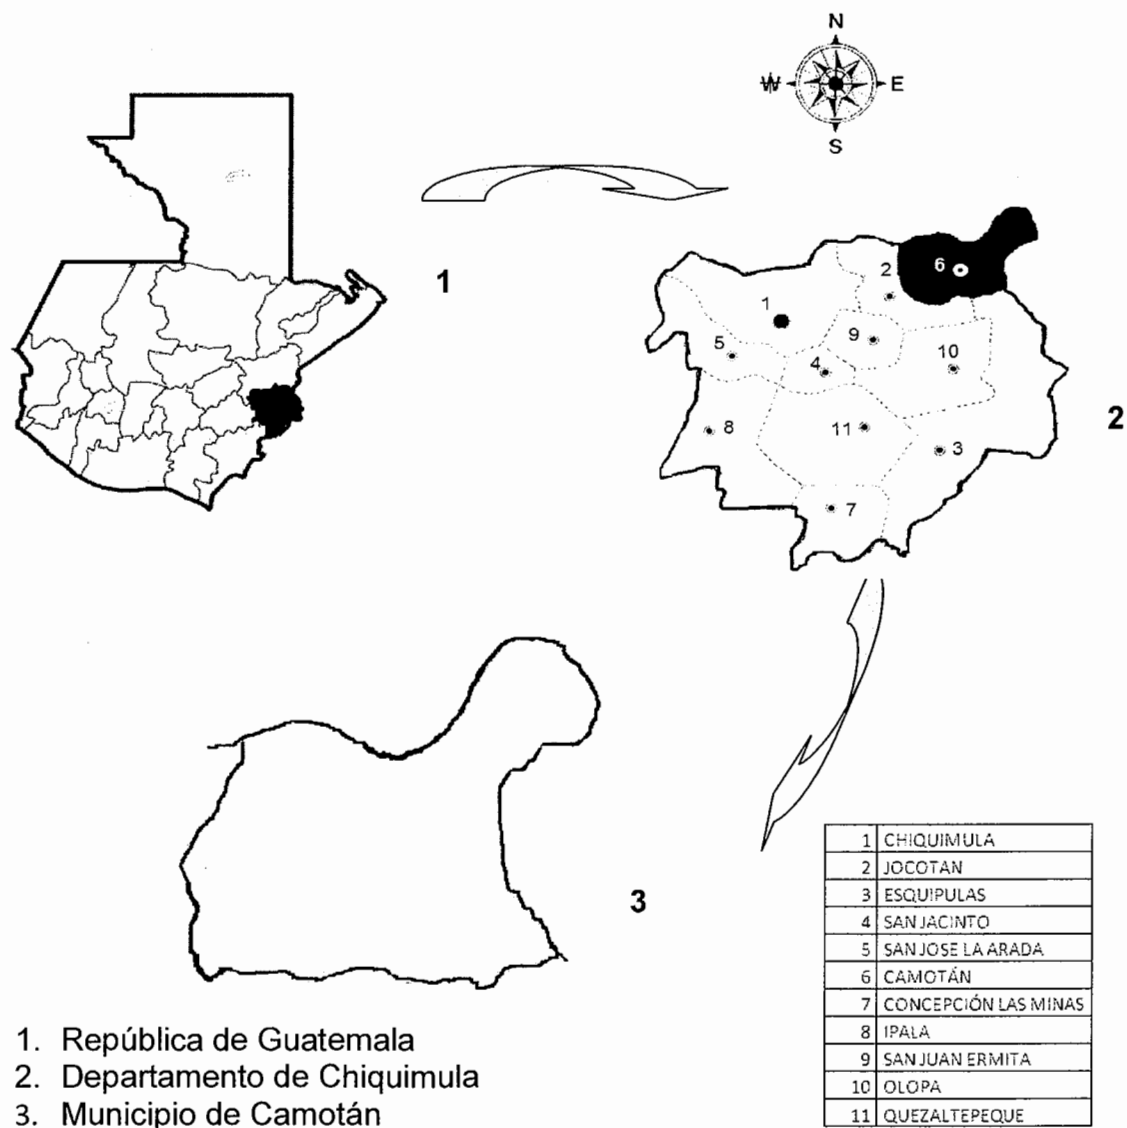 N
W E
S
1
2
6
1
2
9
5
4
10
8
11
3
7
2
3
1 CHIQUIMULA
2 JOCOTAN
3 ESQUIPULAS
4 SAN JACINTO
5 SAN JOSE LA ARADA
6 CAMOTÁN
7 CONCEPCIÓN LAS MINAS
8 IPALA
9 SAN JUAN ERMITA
10 OLOPA
11 QUEZALTEPEQUE
1. República de Guatemala
2. Departamento de Chiquimula
3. Municipio de Camotán